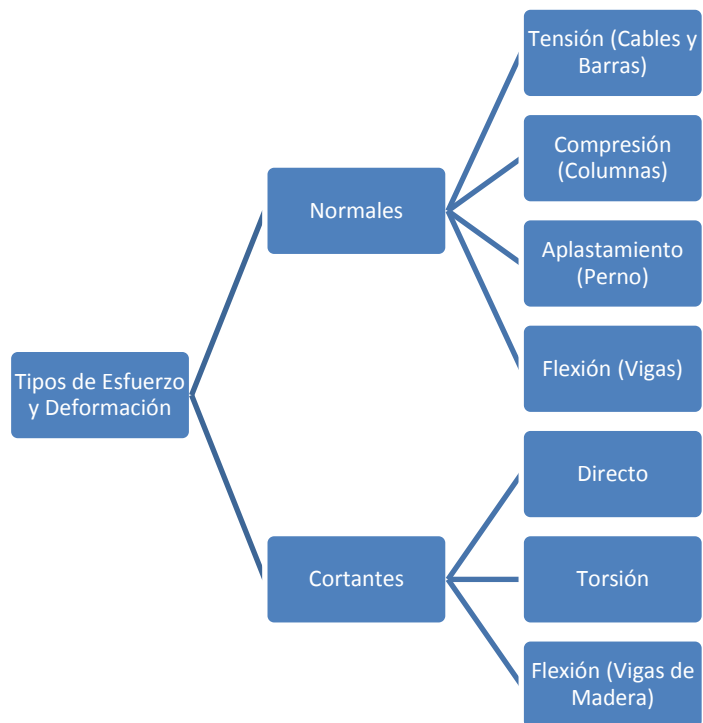 Tensión (Cables y
Barras)
Compresión
(Columnas)
Normales
Aplastamiento
(Perno)
Flexión (Vigas)
Tipos de Esfuerzo
y Deformación
Directo
Cortantes
Torsión
Flexión (Vigas de
Madera)